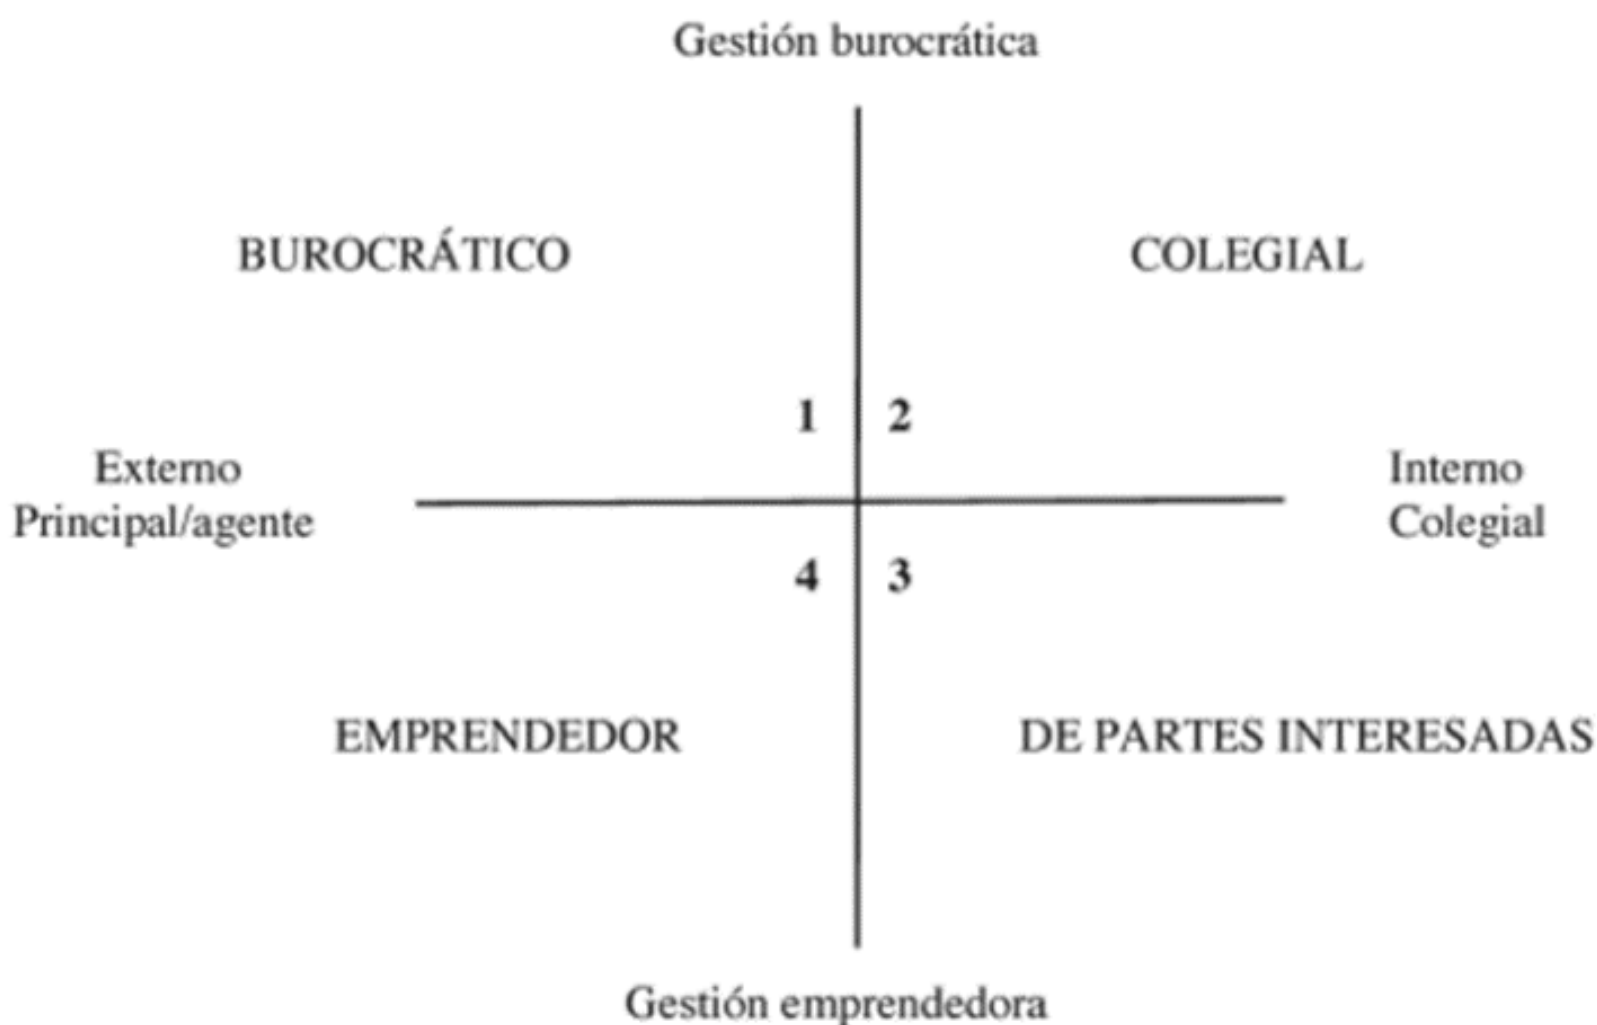 Gestión burocrática
BUROCRÁTICO
COLEGIAL
1
2
Externo
Principal/agente
Interno
Colegial
4
3
EMPRENDEDOR
DE PARTES INTERESADAS
Gestión emprendedora